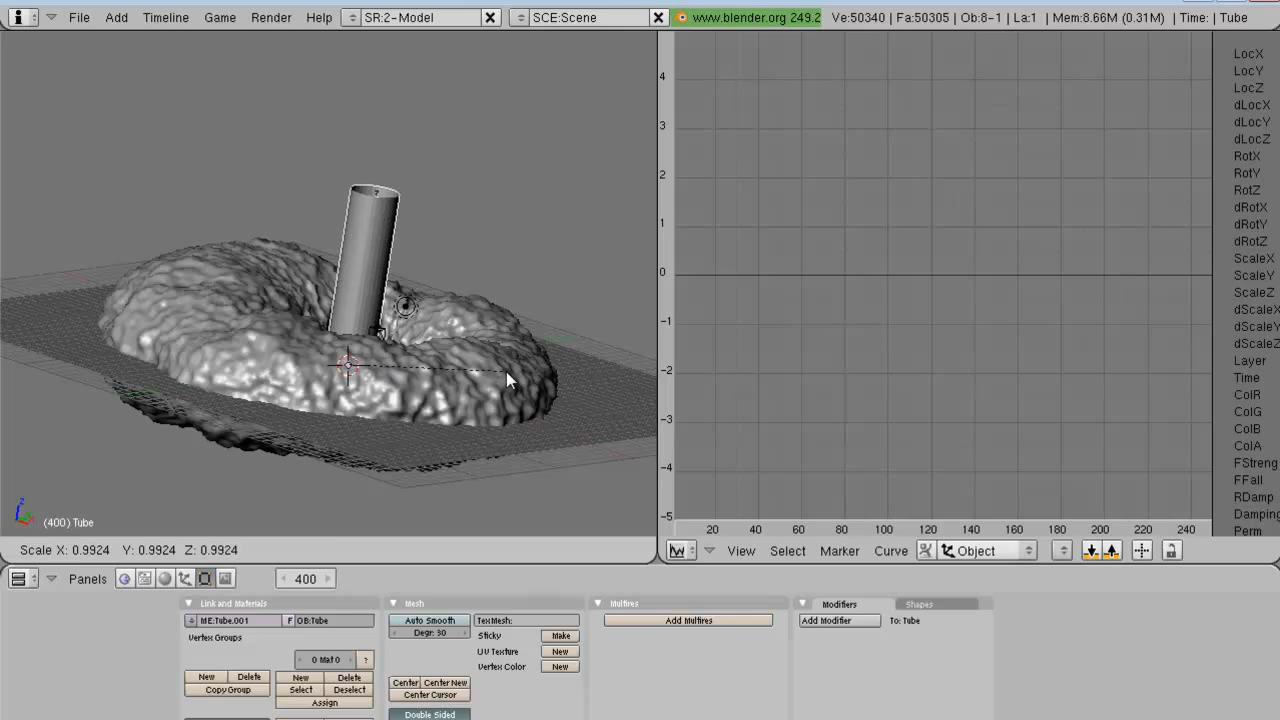 File Add Timeline Game Render Help SR:2-Model SCE:Scene www.blender.org 249.2 Ve:50340 | Fa:50305 | Ob:8-1 | La:1 | Mem:8.66M (0.31M) | Time: | Tube
4
3
2
1
0
-1
-2
-3
-4
-5
20 40 60 80 100 120 140 160 180 200 220 240
LocX
LocY
LocZ
dLocX
dLocY
dLocZ
RotX
RotY
RotZ
dRotX
dRotY
dRotZ
ScaleX
ScaleY
ScaleZ
dScaleX
dScaleY
dScaleZ
Layer
Time
ColR
ColG
ColB
ColA
FStreng
FFall
RDamp
Damping
Perm
z
(400) Tube
Scale X: 0.9924 Y: 0.9924 Z: 0.9924
View Select Marker Curve Object
Panels 400
Link and Materials
ME:Tube.001 F OB:Tube
Vertex Groups
0 Mat 0 ?
New Delete New Delete
Copy Group Select Deselect
Assign
Mesh
Auto Smooth TexMesh:
Degr: 30 Sticky Make
UV Texture New
Vertex Color New
Center Center New
Center Cursor
Double Sided
Multires
Add Multires
Modifiers Shapes
Add Modifier To: Tube